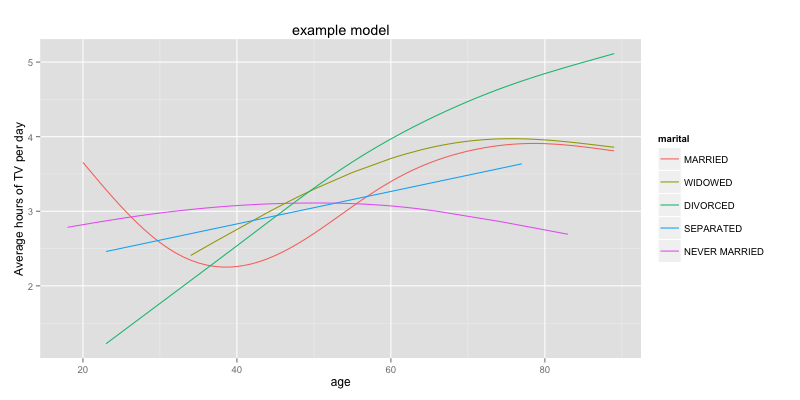 example model
Average hours of TV per day
5
4
3
2
20
40
60
80
age
marital
MARRIED
WIDOWED
DIVORCED
SEPARATED
NEVER MARRIED